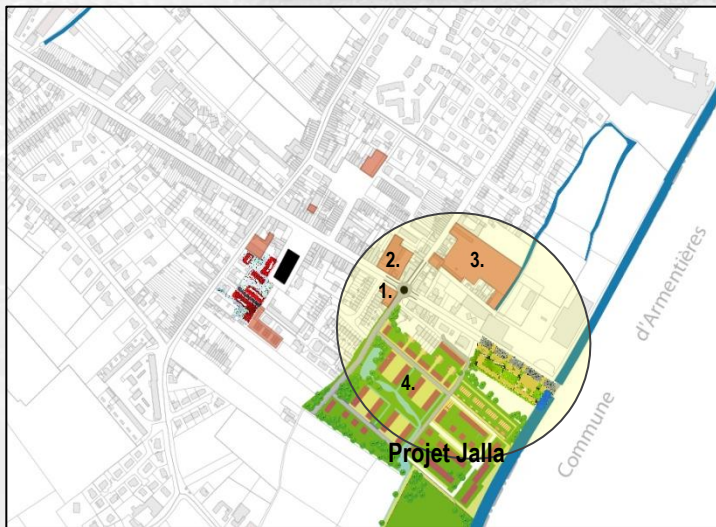 2.
3.
1.
4.
Projet Jalla
Commune d'Armentières